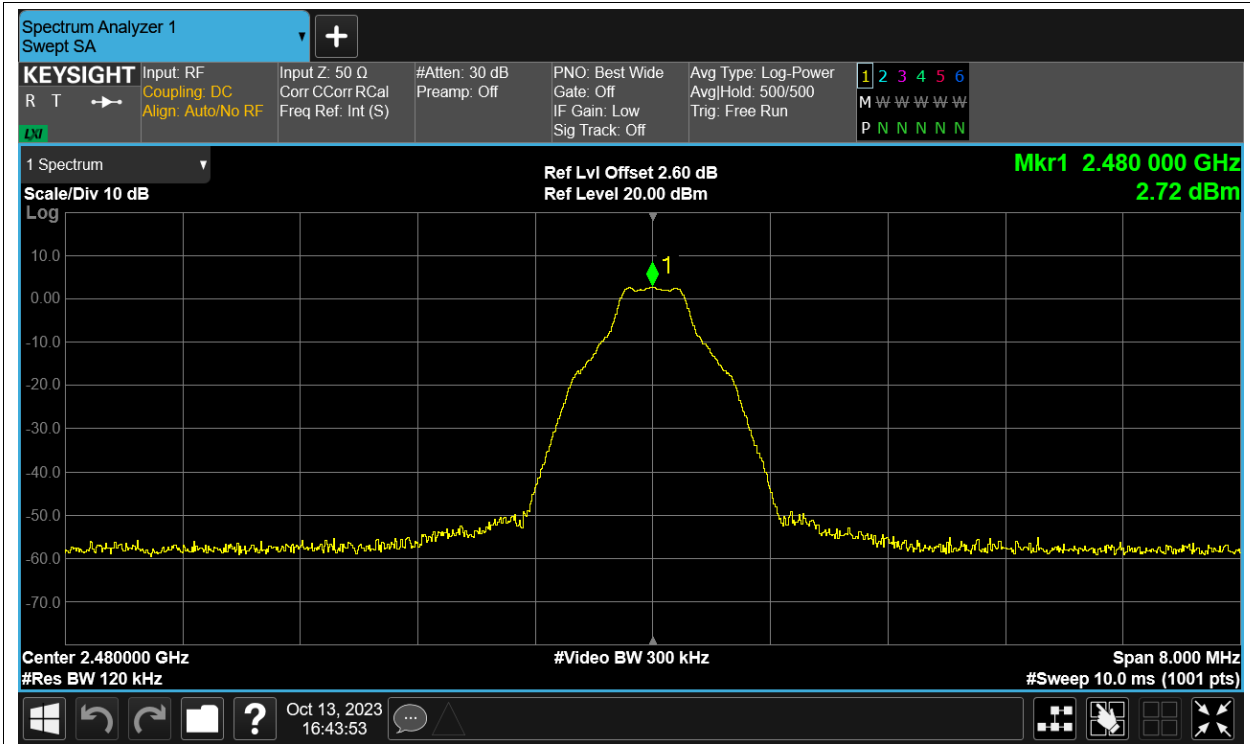 Spectrum Analyzer 1
Swept SA
+
KEYSIGHT
R T
LXI
Input: RF
Coupling: DC
Align: Auto/No RF
Input Z: 50 Ω
Corr CCorr RCal
Freq Ref: Int (S)
#Atten: 30 dB
Preamp: Off
PNO: Best Wide
Gate: Off
IF Gain: Low
Sig Track: Off
Avg Type: Log-Power
Avg|Hold: 500/500
Trig: Free Run
1 2 3 4 5 6
M W W W W W
P N N N N N
1 Spectrum
Scale/Div 10 dB
Log
Ref Lvl Offset 2.60 dB
Ref Level 20.00 dBm
Mkr1 2.480 000 GHz
2.72 dBm
1
10.0
0.00
-10.0
-20.0
-30.0
-40.0
-50.0
-60.0
-70.0
Center 2.480000 GHz
#Res BW 120 kHz
#Video BW 300 kHz
Span 8.000 MHz
#Sweep 10.0 ms (1001 pts)
?
Oct 13, 2023
16:43:53